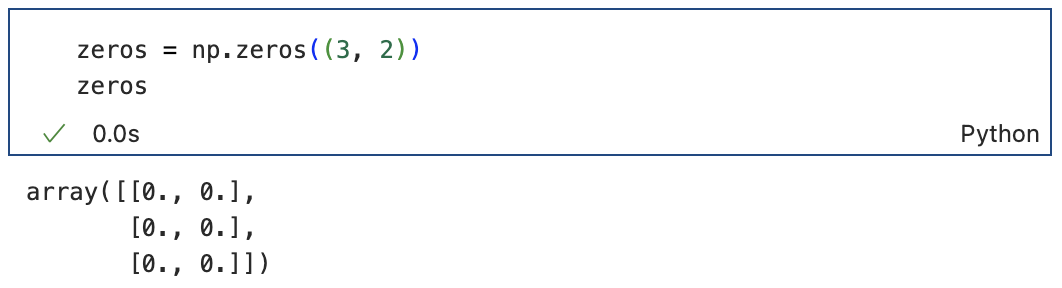 zeros = np.zeros((3, 2))
zeros
0.0s Python
array([[0., 0.],
       [0., 0.],
       [0., 0.]])